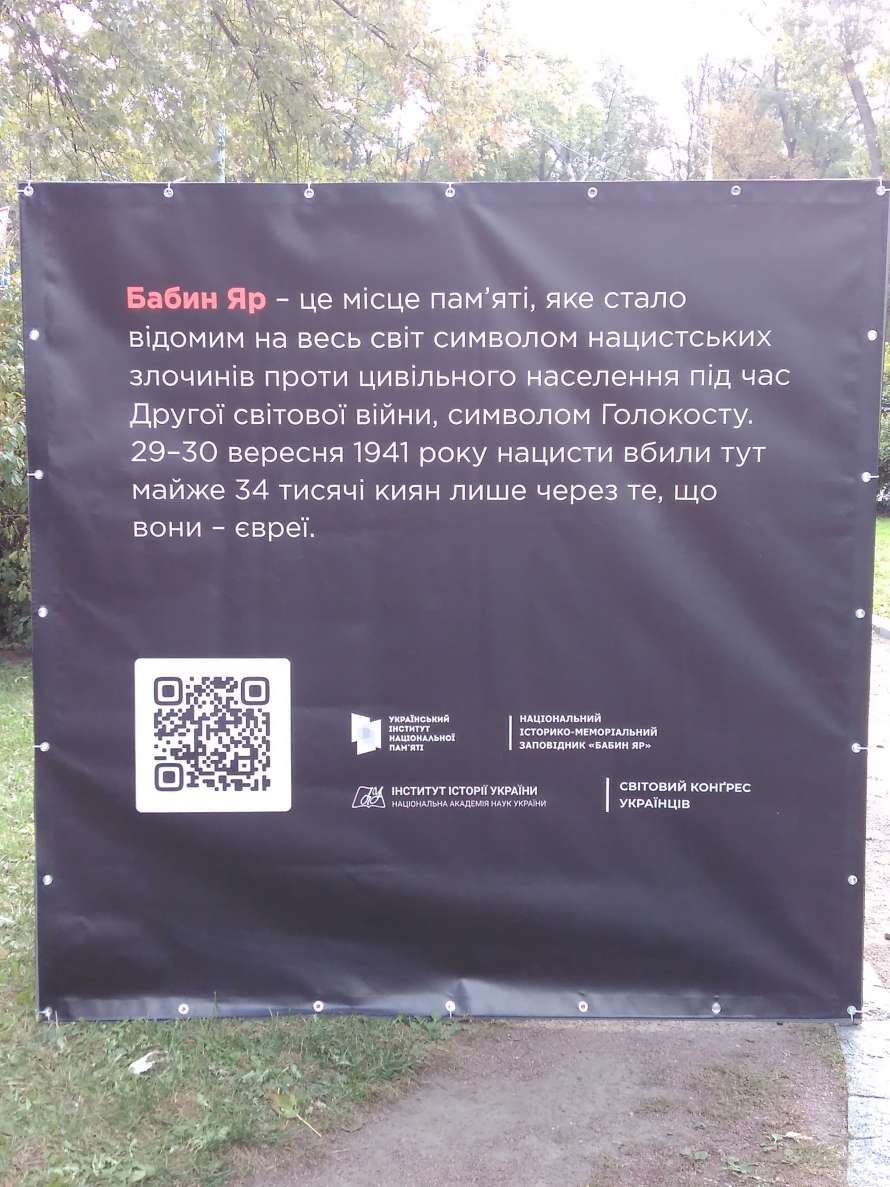 Бабин Яр – це місце пам’яті, яке стало
відомим на весь світ символом нацистських
злочинів проти цивільного населення під час
Другої світової війни, символом Голокосту.
29–30 вересня 1941 року нацисти вбили тут
майже 34 тисячі киян лише через те, що
вони – євреї.
УКРАЇНСЬКИЙ
ІНСТИТУТ
НАЦІОНАЛЬНОЇ
ПАМ’ЯТІ
НАЦІОНАЛЬНИЙ
ІСТОРИКО-МЕМОРІАЛЬНИЙ
ЗАПОВІДНИК «БАБИН ЯР»
ІНСТИТУТ ІСТОРІЇ УКРАЇНИ
НАЦІОНАЛЬНА АКАДЕМІЯ НАУК УКРАЇНИ
СВІТОВИЙ КОНҐРЕС
УКРАЇНЦІВ